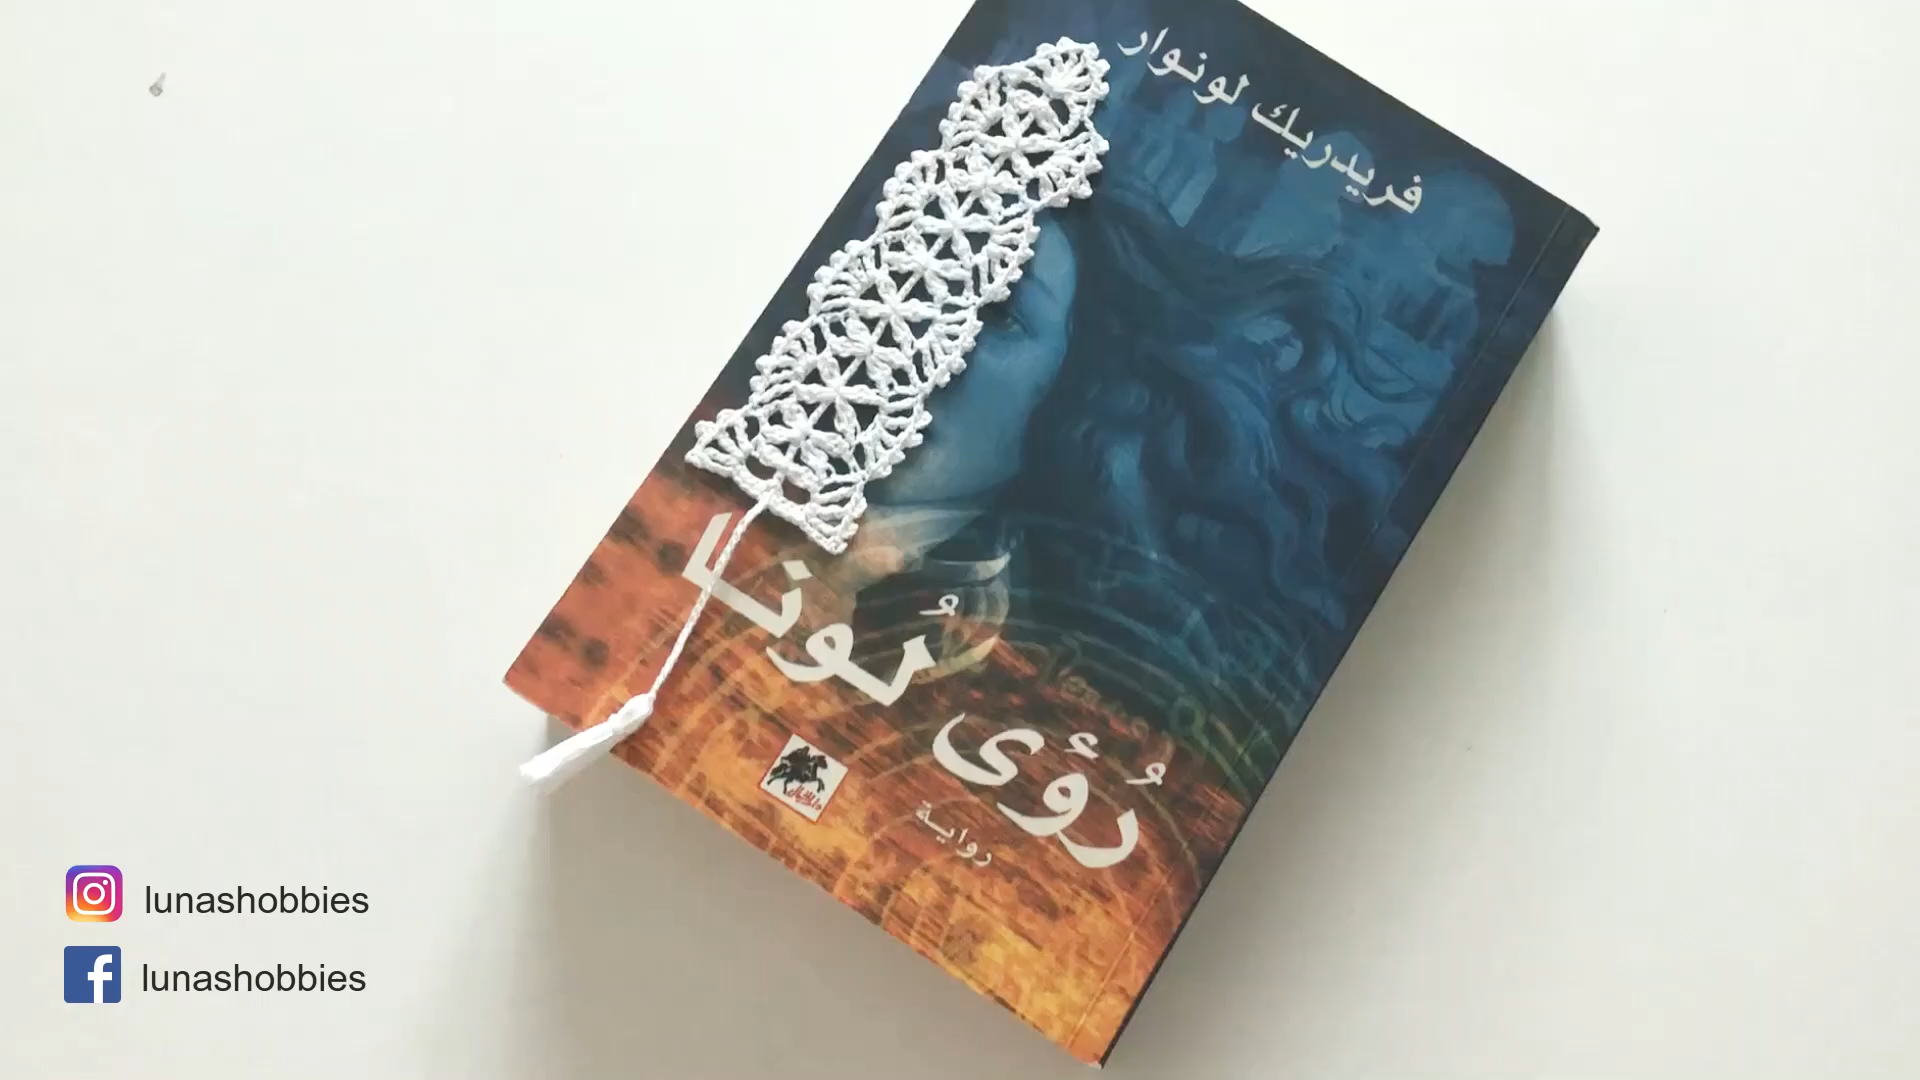 فريدريك لونوار
رُؤى لُونا
رواية
lunashobbies
lunashobbies